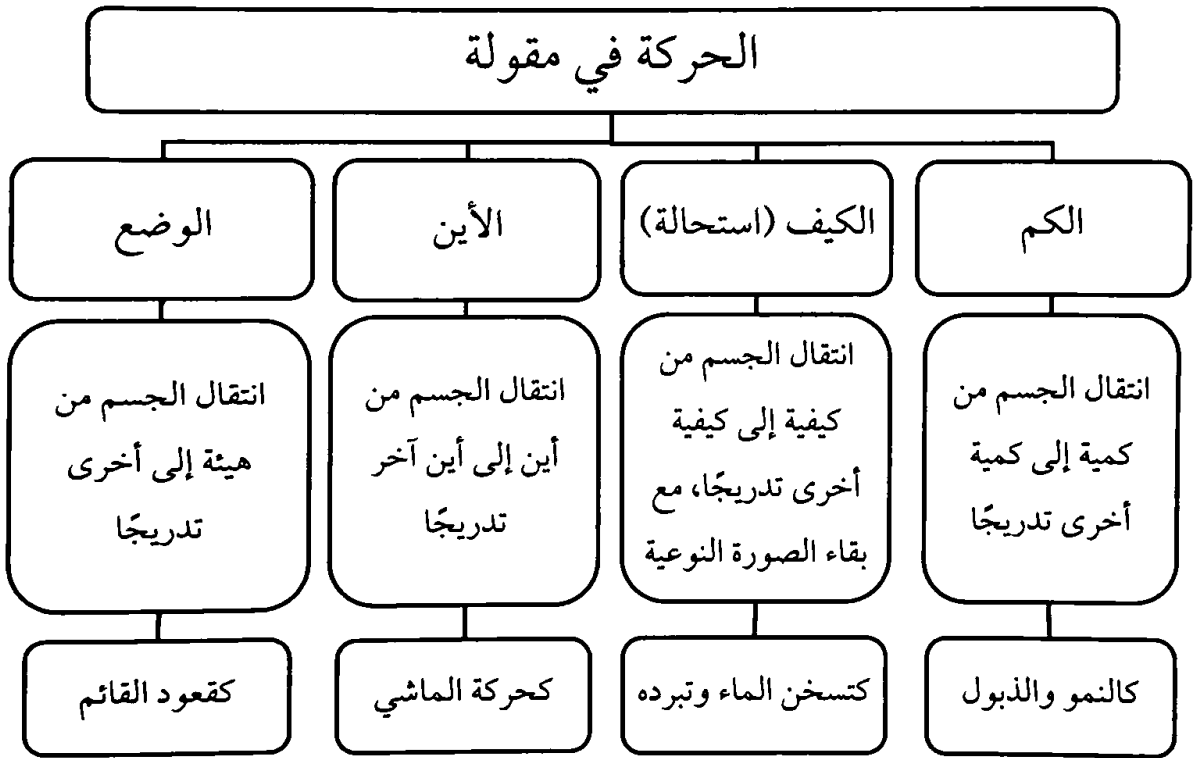 الحركة في مقولة
الكم
الكيف (استحالة)
الأين
الوضع
انتقال الجسم من
كمية إلى كمية
أخرى تدريجًا
انتقال الجسم من
كيفية إلى كيفية
أخرى تدريجًا، مع
بقاء الصورة النوعية
انتقال الجسم من
أين إلى أين آخر
تدريجًا
انتقال الجسم من
هيئة إلى أخرى
تدريجًا
كالنمو والذبول
كتسخن الماء وتبرده
كحركة الماشي
كقعود القائم